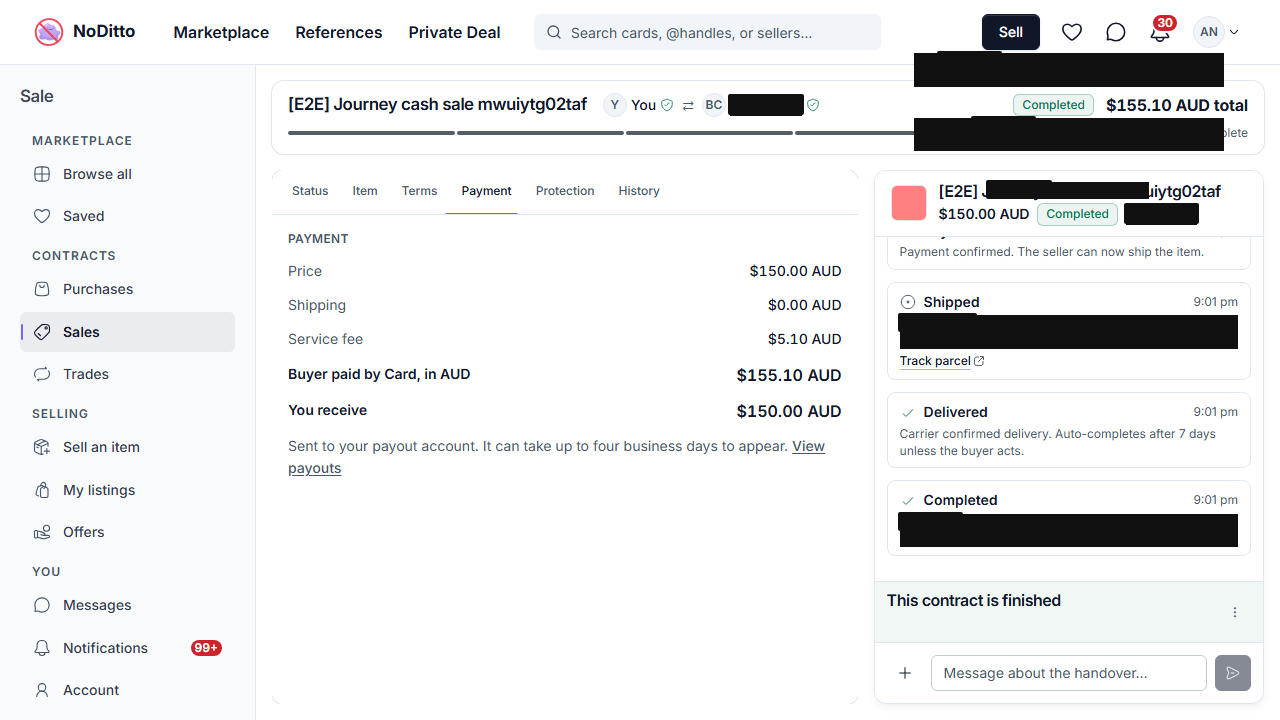 NoDitto
Marketplace
References
Private Deal
Search cards, @handles, or sellers...
Sell
30
AN
Sale
MARKETPLACE
Browse all
Saved
CONTRACTS
Purchases
Sales
Trades
SELLING
Sell an item
My listings
Offers
YOU
Messages
Notifications
99+
Account
[E2E] Journey cash sale mwuiytg02taf
Y
You
BC
Completed
$155.10 AUD total
Status
Item
Terms
Payment
Protection
History
PAYMENT
Price
$150.00 AUD
Shipping
$0.00 AUD
Service fee
$5.10 AUD
Buyer paid by Card, in AUD
$155.10 AUD
You receive
$150.00 AUD
Sent to your payout account. It can take up to four business days to appear. View
payouts
[E2E]
$150.00 AUD
Completed
Payment confirmed. The seller can now ship the item.
Shipped
9:01 pm
Track parcel
Delivered
9:01 pm
Carrier confirmed delivery. Auto-completes after 7 days
unless the buyer acts.
Completed
9:01 pm
This contract is finished
Message about the handover...